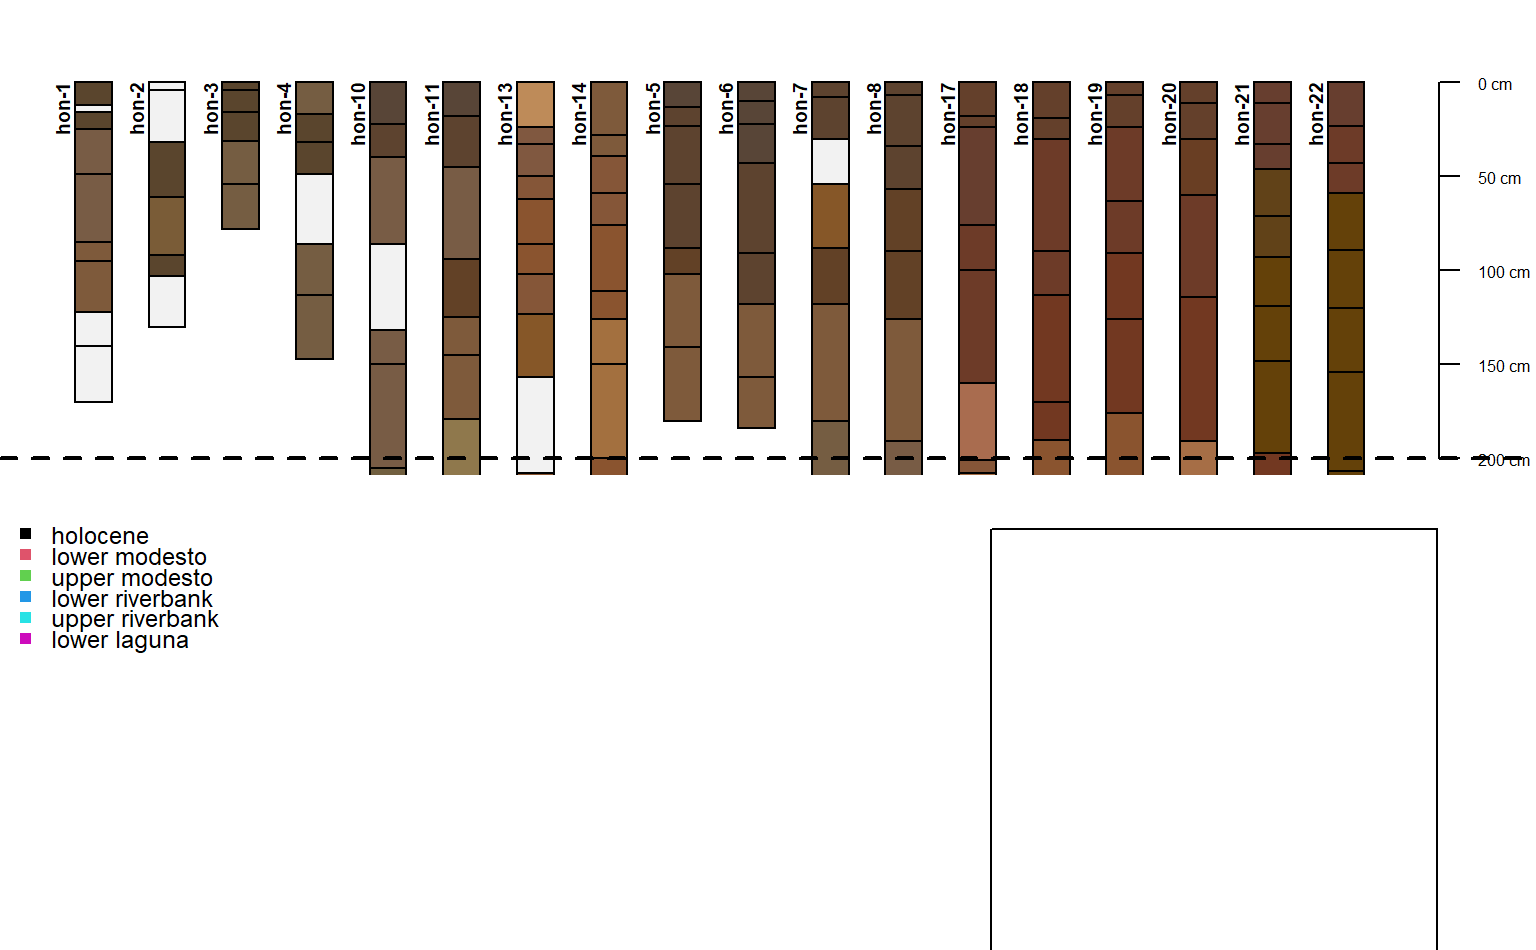 hon-1
hon-2
hon-3
hon-4
hon-10
hon-11
hon-13
hon-14
hon-5
hon-6
hon-7
hon-8
hon-17
hon-18
hon-19
hon-20
hon-21
hon-22
0 cm
50 cm
100 cm
150 cm
200 cm
holocene
lower modesto
upper modesto
lower riverbank
upper riverbank
lower laguna